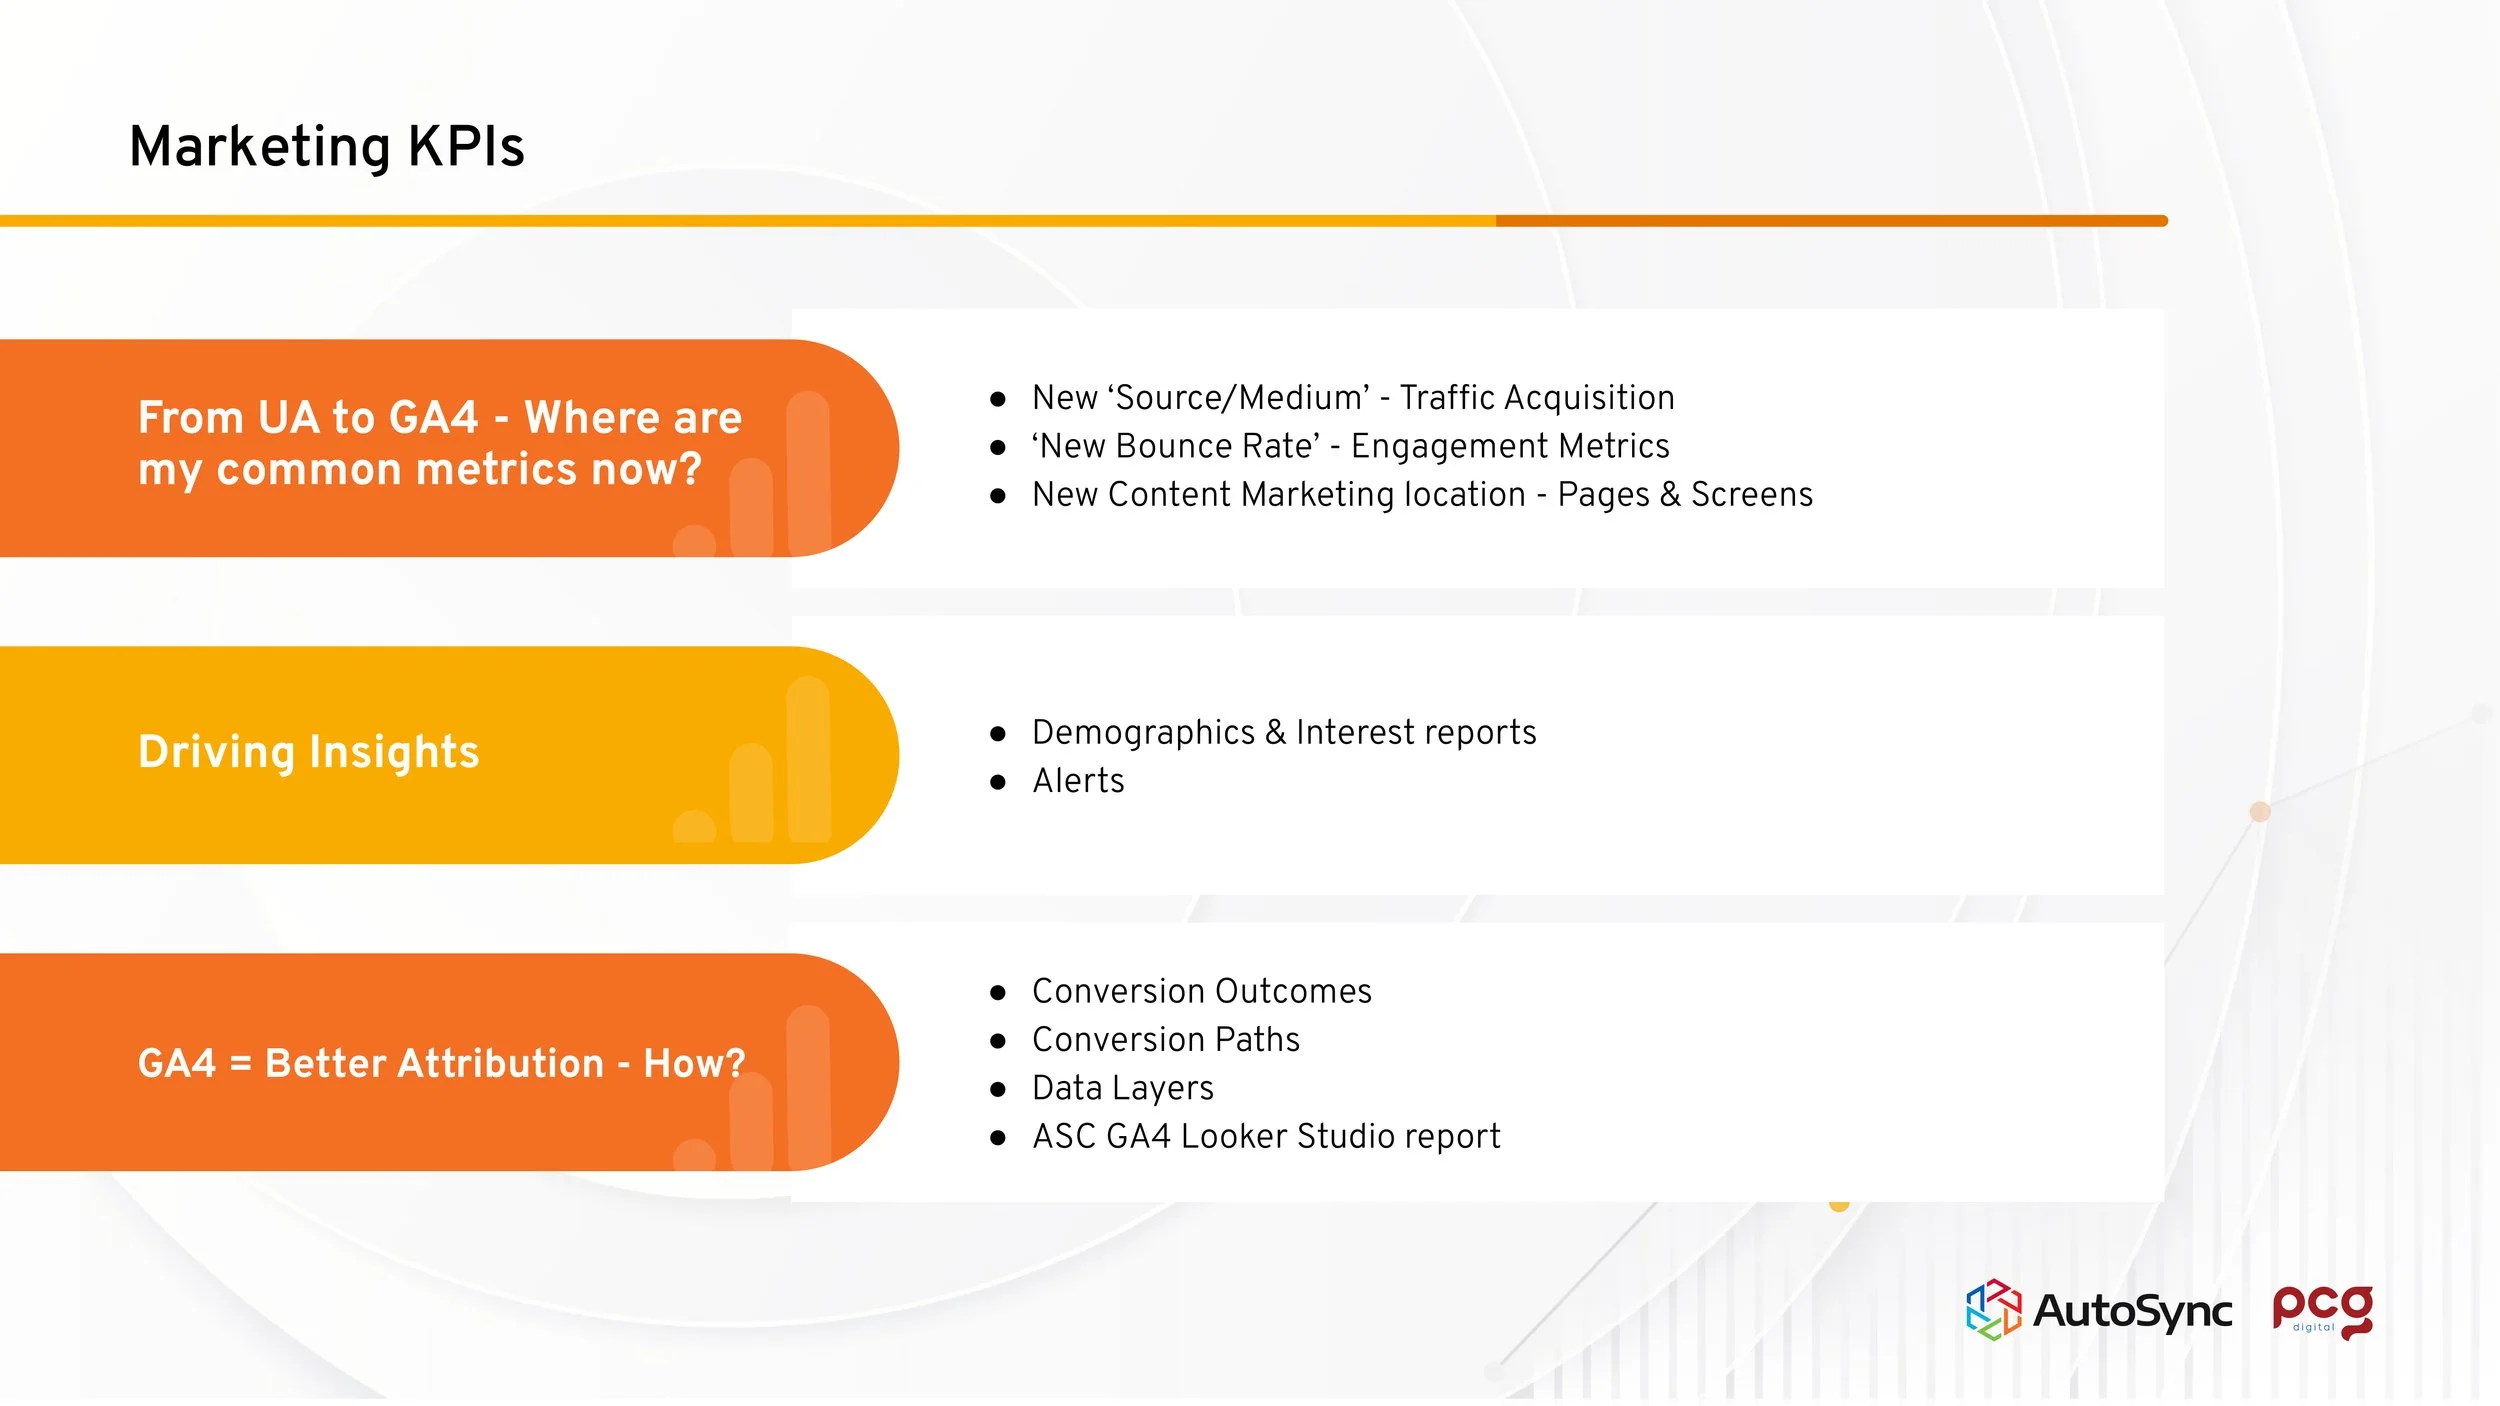 Marketing KPIs
From UA to GA4 - Where are
my common metrics now?
● New ‘Source/Medium’ - Traffic Acquisition
● ‘New Bounce Rate’ - Engagement Metrics
● New Content Marketing location - Pages & Screens
Driving Insights
● Demographics & Interest reports
● Alerts
GA4 = Better Attribution - How?
● Conversion Outcomes
● Conversion Paths
● Data Layers
● ASC GA4 Looker Studio report
AutoSync
pcg
digital